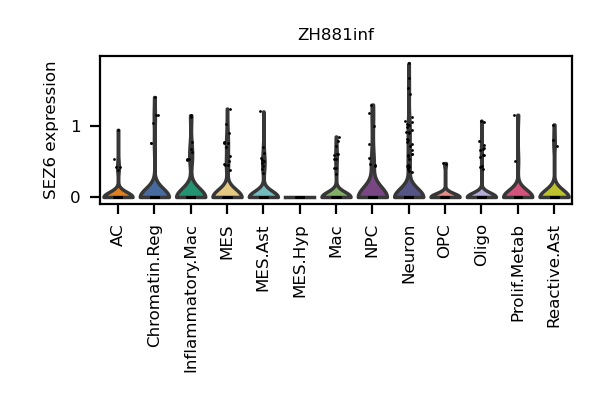 ZH881inf
SEZ6 expression
1
0
AC
Chromatin.Reg
Inflammatory.Mac
MES
MES.Ast
MES.Hyp
Mac
NPC
Neuron
OPC
Oligo
Prolif.Metab
Reactive.Ast